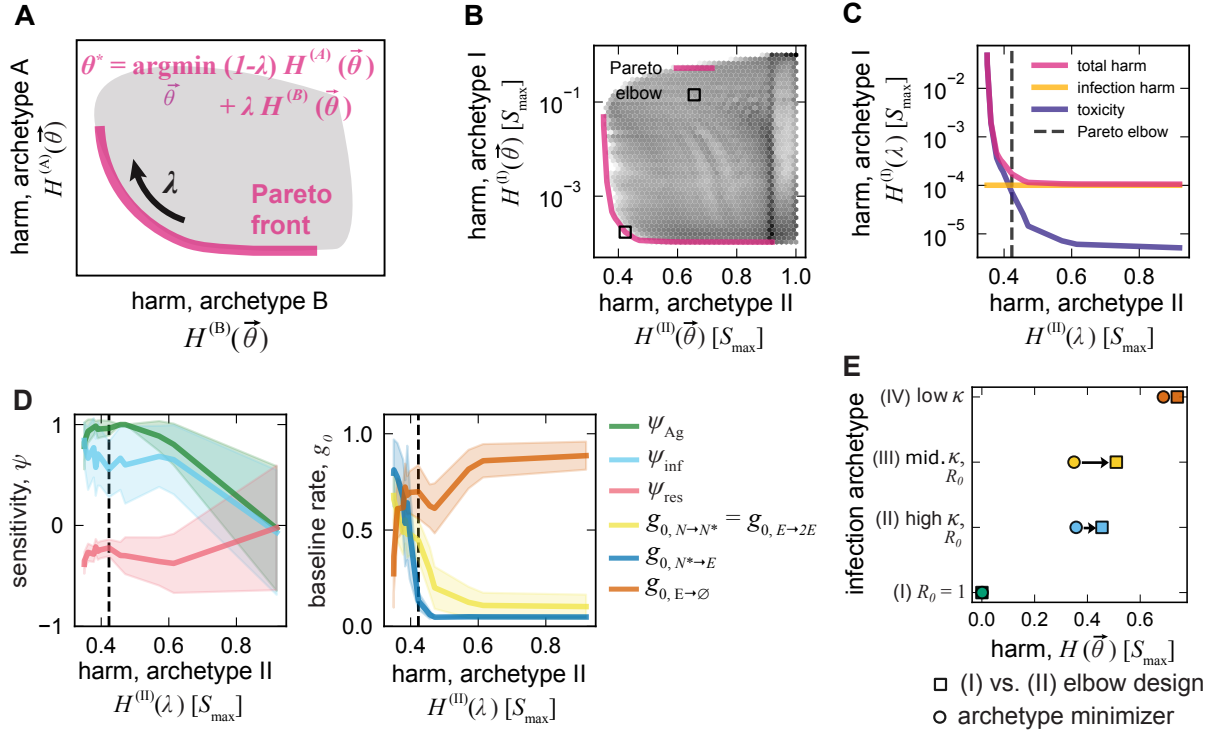 A
θ* = argmin (1-λ) H^(A) (θ⃗)
θ⃗
+ λ H^(B) (θ⃗)
λ
Pareto
front
harm, archetype A
H^(A)(θ⃗)
harm, archetype B
H^(B)(θ⃗)
B
Pareto
elbow
harm, archetype I
H^(I)(θ⃗) [S_max]
10^−1
10^−3
0.4 0.6 0.8 1.0
harm, archetype II
H^(II)(θ⃗) [S_max]
C
total harm
infection harm
toxicity
Pareto elbow
harm, archetype I
H^(I)(λ) [S_max]
10^−2
10^−3
10^−4
10^−5
0.4 0.6 0.8
harm, archetype II
H^(II)(λ) [S_max]
D
sensitivity, ψ
1
0
−1
0.4 0.6 0.8
harm, archetype II
H^(II)(λ) [S_max]
baseline rate, g_0
1.0
0.5
0.0
0.4 0.6 0.8
harm, archetype II
H^(II)(λ) [S_max]
ψ_Ag
ψ_inf
ψ_res
g_0, N→N* = g_0, E→2E
g_0, N*→E
g_0, E→∅
E
infection archetype
(IV) low κ
(III) mid. κ,
R_0
(II) high κ,
R_0
(I) R_0 = 1
0.0 0.2 0.4 0.6
harm, H(θ⃗) [S_max]
(I) vs. (II) elbow design
archetype minimizer